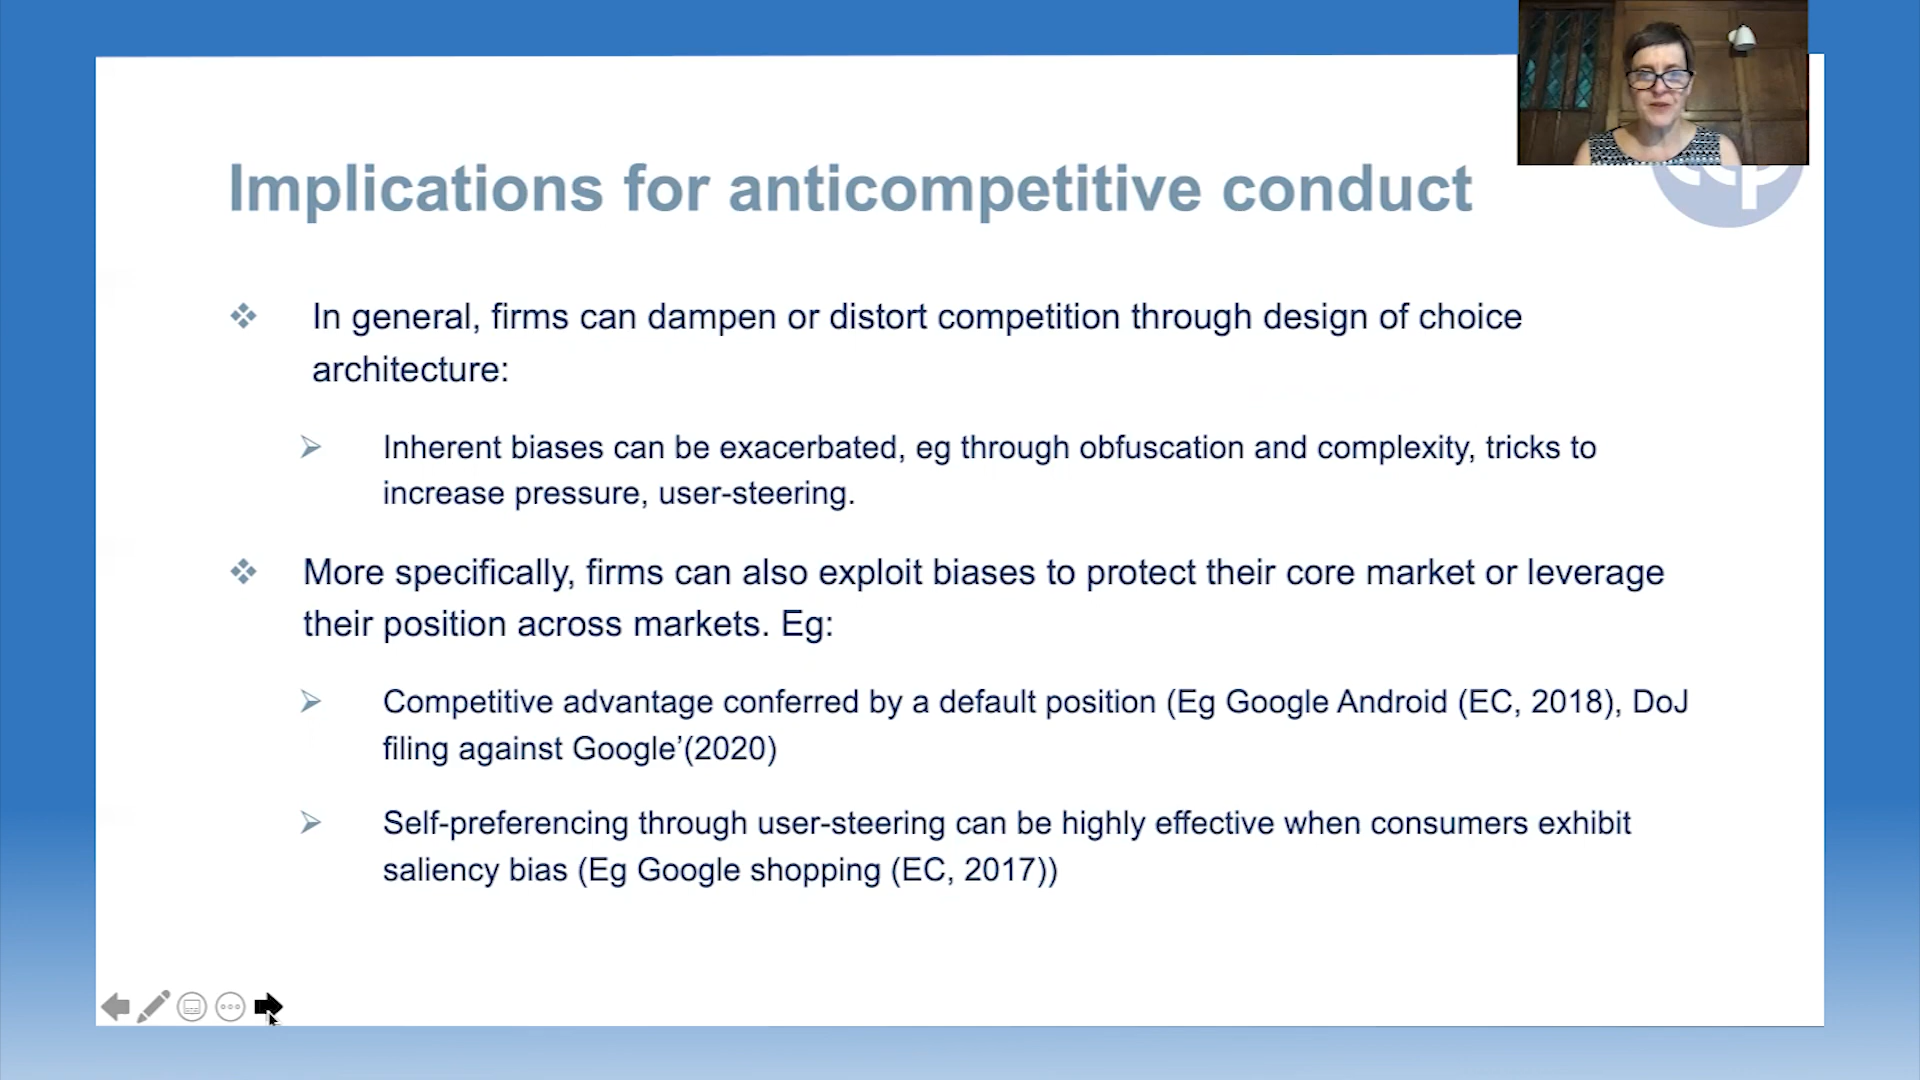 Implications for anticompetitive conduct
In general, firms can dampen or distort competition through design of choice
architecture:
Inherent biases can be exacerbated, eg through obfuscation and complexity, tricks to
increase pressure, user-steering.
More specifically, firms can also exploit biases to protect their core market or leverage
their position across markets. Eg:
Competitive advantage conferred by a default position (Eg Google Android (EC, 2018), DoJ
filing against Google’(2020)
Self-preferencing through user-steering can be highly effective when consumers exhibit
saliency bias (Eg Google shopping (EC, 2017))